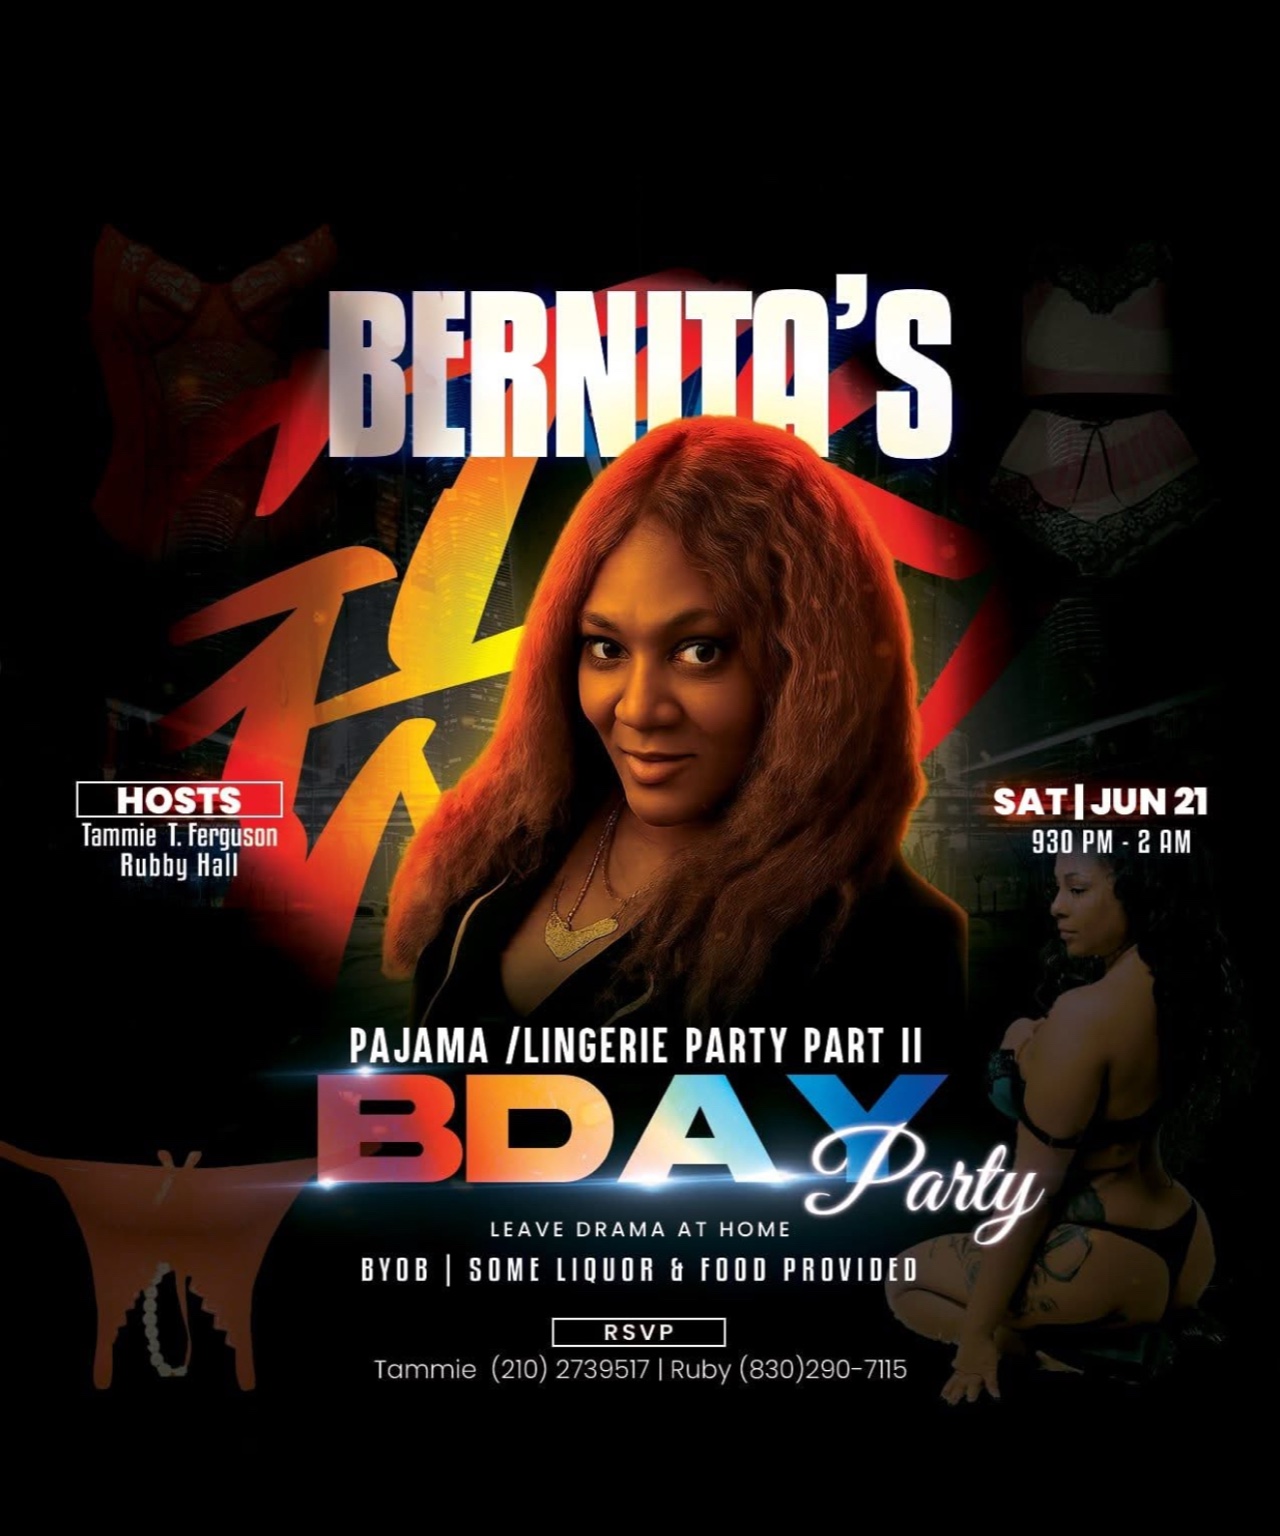 BERNITA'S
HOSTS
Tammie T. Ferguson
Rubby Hall
SAT | JUN 21
930 PM - 2 AM
PAJAMA /LINGERIE PARTY PART II
BDAY
Party
LEAVE DRAMA AT HOME
BYOB | SOME LIQUOR & FOOD PROVIDED
RSVP
Tammie (210) 2739517 | Ruby (830)290-7115